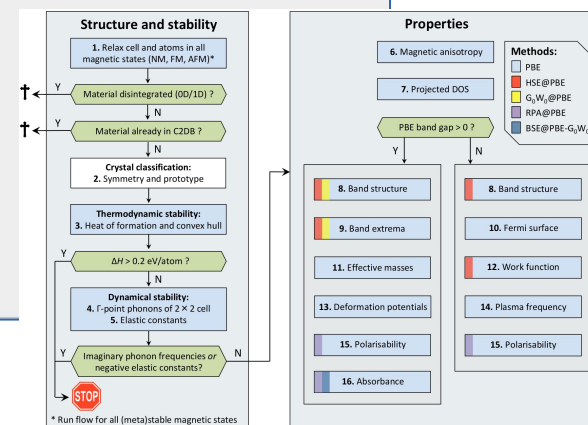 Structure and stability
1. Relax cell and atoms in all
magnetic states (NM, FM, AFM)*
† Y
Material disintegrated (0D/1D) ?
N
† Y
Material already in C2DB ?
N
Crystal classification:
2. Symmetry and prototype
Thermodynamic stability:
3. Heat of formation and convex hull
Y
ΔH > 0.2 eV/atom ?
N
Dynamical stability:
4. Γ-point phonons of 2 × 2 cell
5. Elastic constants
Y
Imaginary phonon frequencies or
negative elastic constants?
N
STOP
* Run flow for all (meta)stable magnetic states
Properties
6. Magnetic anisotropy
7. Projected DOS
PBE band gap > 0 ?
Y
N
Methods:
PBE
HSE@PBE
G₀W₀@PBE
RPA@PBE
BSE@PBE-G₀W₀
8. Band structure
9. Band extrema
11. Effective masses
13. Deformation potentials
15. Polarisability
16. Absorbance
8. Band structure
10. Fermi surface
12. Work function
14. Plasma frequency
15. Polarisability